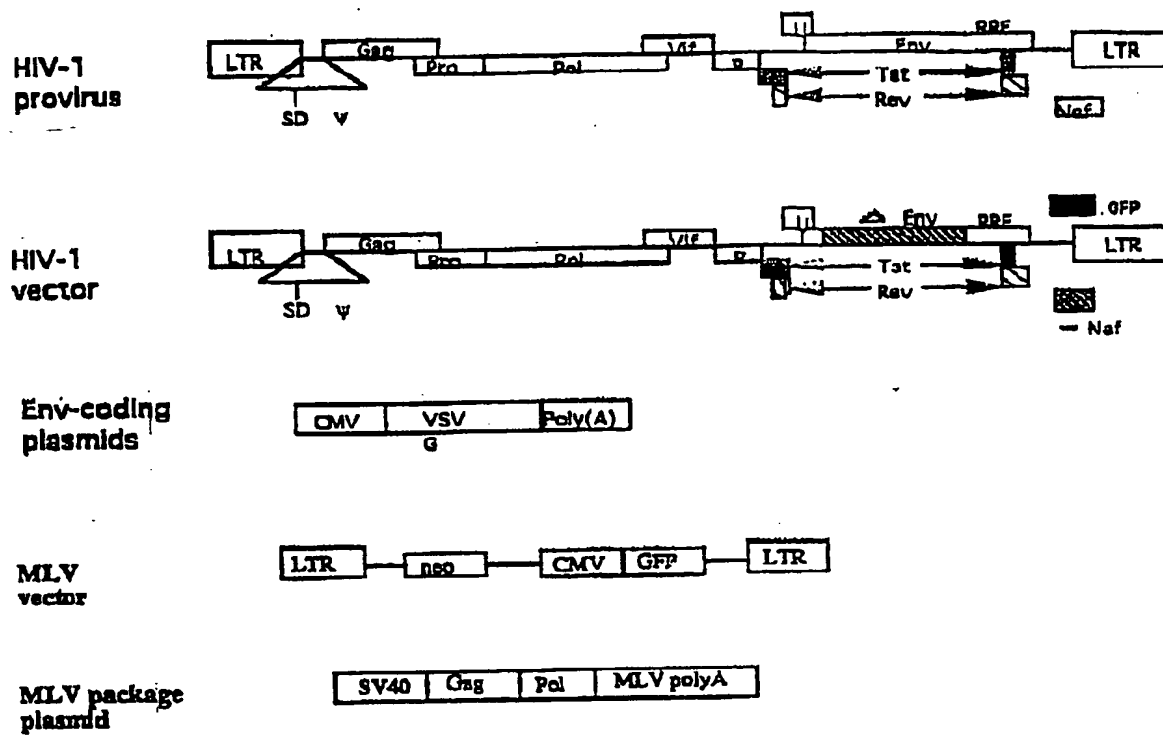 HIV-1
provirus
LTR
Gag
Pro
Pol
Vif
R
U
Env
RRE
Tat
Rev
Nef
LTR
SD ψ
HIV-1
vector
LTR
Gag
Pro
Pol
Vif
R
U
Env
RRE
GFP
Tat
Rev
LTR
Nef
SD ψ
Env-coding
plasmids
CMV VSV Poly(A)
G
MLV
vector
LTR neo CMV GFP LTR
MLV package
plasmid
SV40 Gag Pol MLV polyA